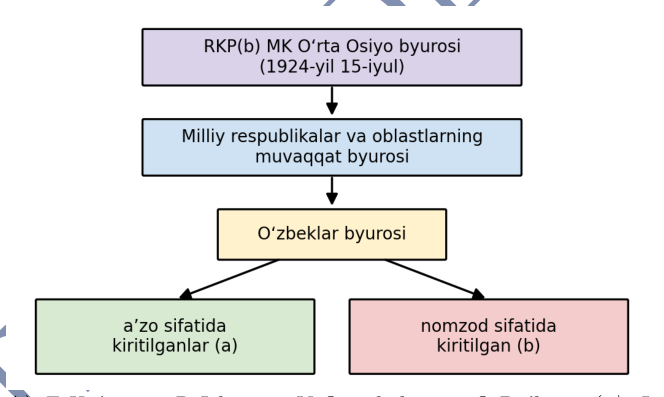 RKP(b) MK O‘rta Osiyo byurosi
(1924-yil 15-iyul)
Milliy respublikalar va oblastlarning
muvaqqat byurosi
O‘zbeklar byurosi
a’zo sifatida
kiritilganlar (a)
nomzod sifatida
kiritilgan (b)